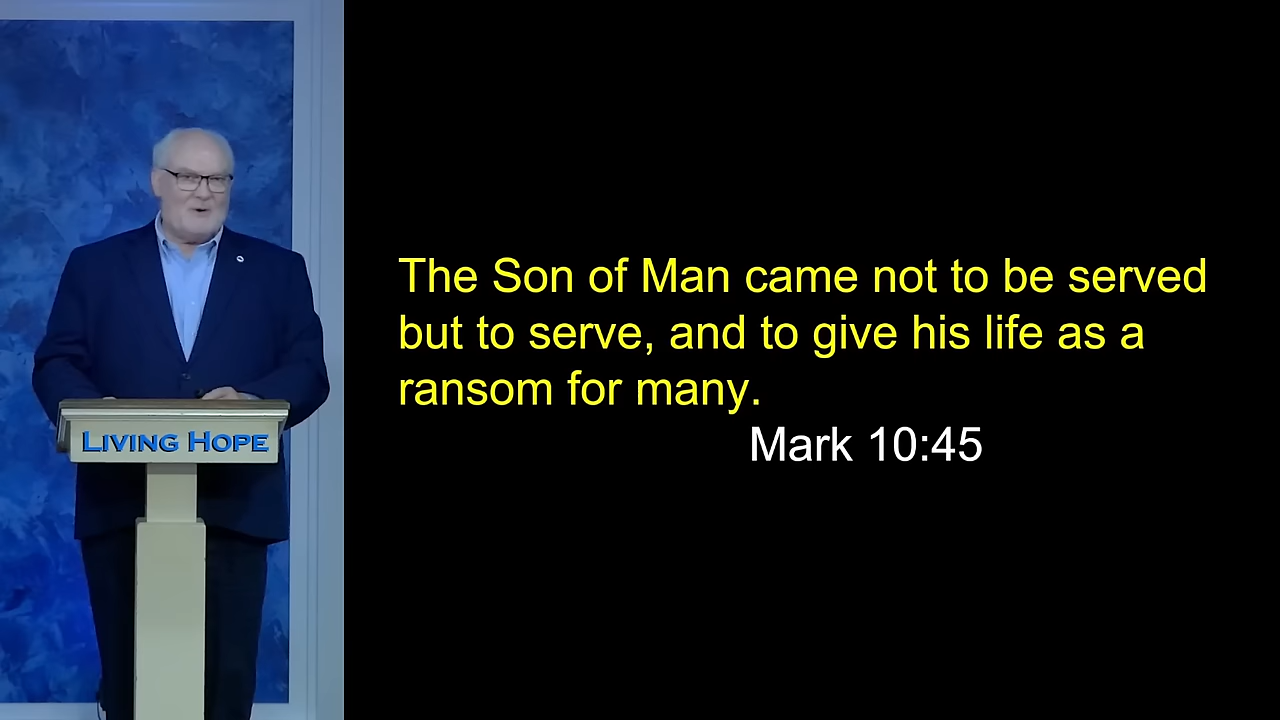 LIVING HOPE
The Son of Man came not to be served
but to serve, and to give his life as a
ransom for many.
Mark 10:45